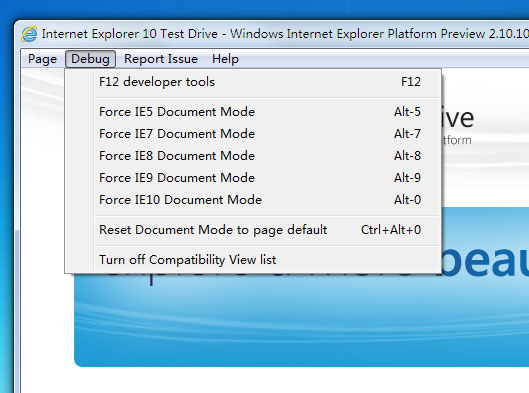 Internet Explorer 10 Test Drive - Windows Internet Explorer Platform Preview 2.10.10
Page Debug Report Issue Help
F12 developer tools F12
Force IE5 Document Mode Alt-5
Force IE7 Document Mode Alt-7
Force IE8 Document Mode Alt-8
Force IE9 Document Mode Alt-9
Force IE10 Document Mode Alt-0
Reset Document Mode to page default Ctrl+Alt+0
Turn off Compatibility View list
ive
tform
beau